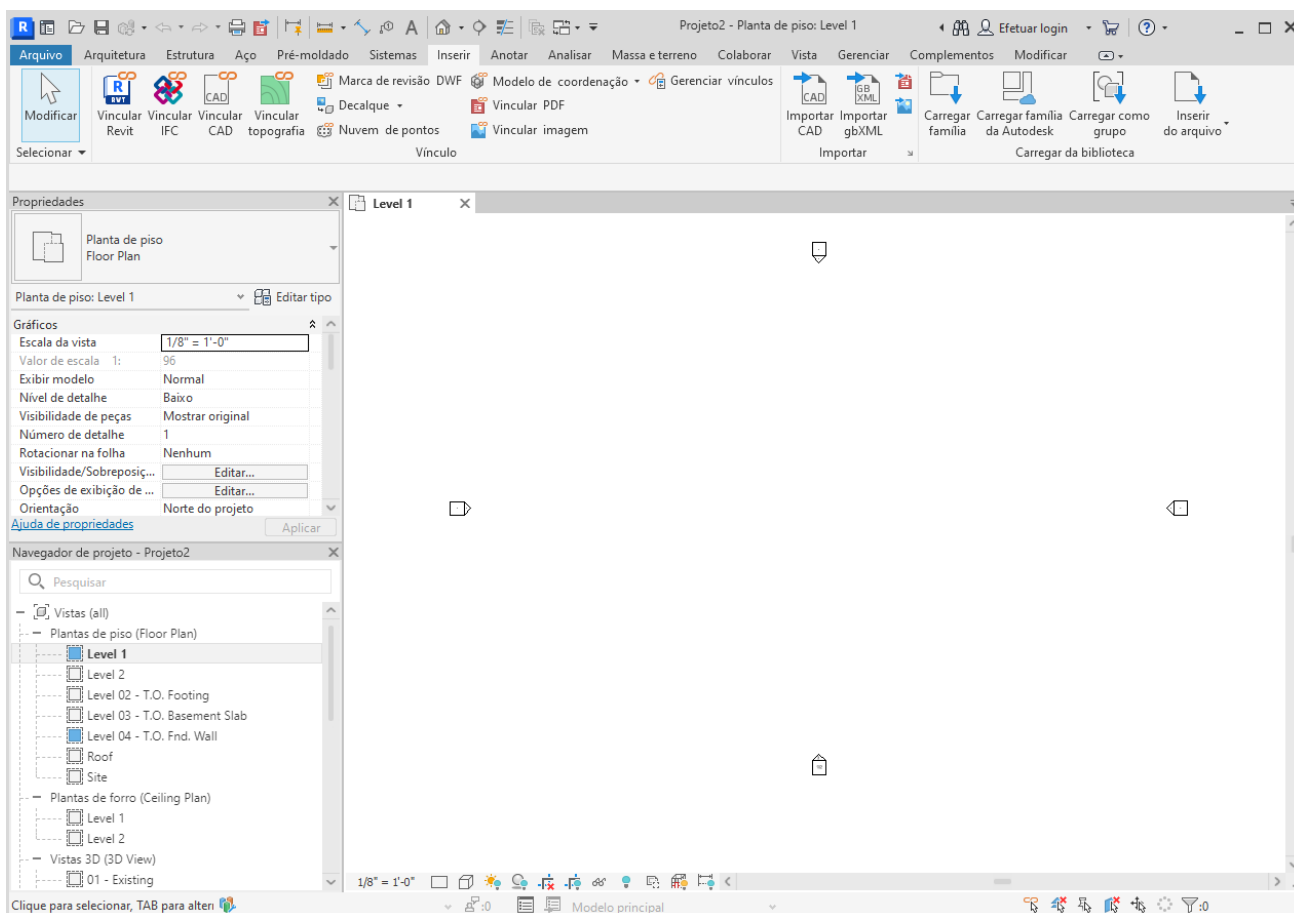 Projeto2 - Planta de piso: Level 1
Efetuar login
Arquivo Arquitetura Estrutura Aço Pré-moldado Sistemas Inserir Anotar Analisar Massa e terreno Colaborar Vista Gerenciar Complementos Modificar
Modificar
Selecionar
Vincular Revit
Vincular IFC
Vincular CAD
Vincular topografia
Marca de revisão DWF
Decalque
Nuvem de pontos
Modelo de coordenação
Vincular PDF
Vincular imagem
Gerenciar vínculos
Vínculo
Importar CAD
Importar gbXML
Importar
Carregar família
Carregar família da Autodesk
Carregar como grupo
Inserir do arquivo
Carregar da biblioteca
Propriedades
Planta de piso
Floor Plan
Planta de piso: Level 1
Editar tipo
Gráficos
Escala da vista 1/8" = 1'-0"
Valor de escala 1: 96
Exibir modelo Normal
Nível de detalhe Baixo
Visibilidade de peças Mostrar original
Número de detalhe 1
Rotacionar na folha Nenhum
Visibilidade/Sobreposiç... Editar...
Opções de exibição de ... Editar...
Orientação Norte do projeto
Ajuda de propriedades
Aplicar
Navegador de projeto - Projeto2
Pesquisar
Vistas (all)
Plantas de piso (Floor Plan)
Level 1
Level 2
Level 02 - T.O. Footing
Level 03 - T.O. Basement Slab
Level 04 - T.O. Fnd. Wall
Roof
Site
Plantas de forro (Ceiling Plan)
Level 1
Level 2
Vistas 3D (3D View)
01 - Existing
Level 1
1/8" = 1'-0"
Clique para selecionar, TAB para alten
:0
Modelo principal
:0